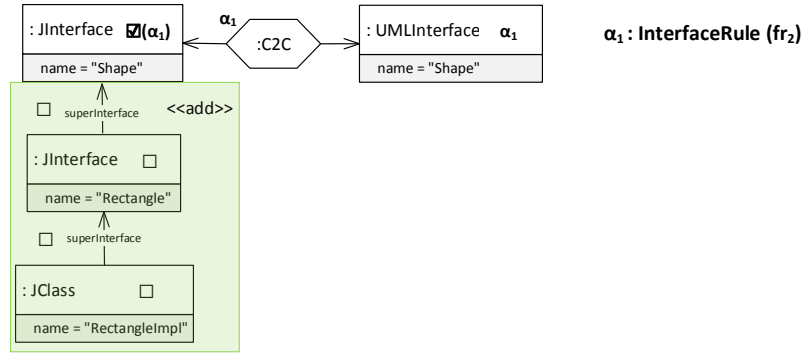 : JInterface ☑(α₁)
name = "Shape"
α₁
:C2C
: UMLInterface α₁
name = "Shape"
α₁ : InterfaceRule (fr₂)
☐ superInterface <<add>>
: JInterface ☐
name = "Rectangle"
☐ superInterface
: JClass ☐
name = "RectangleImpl"